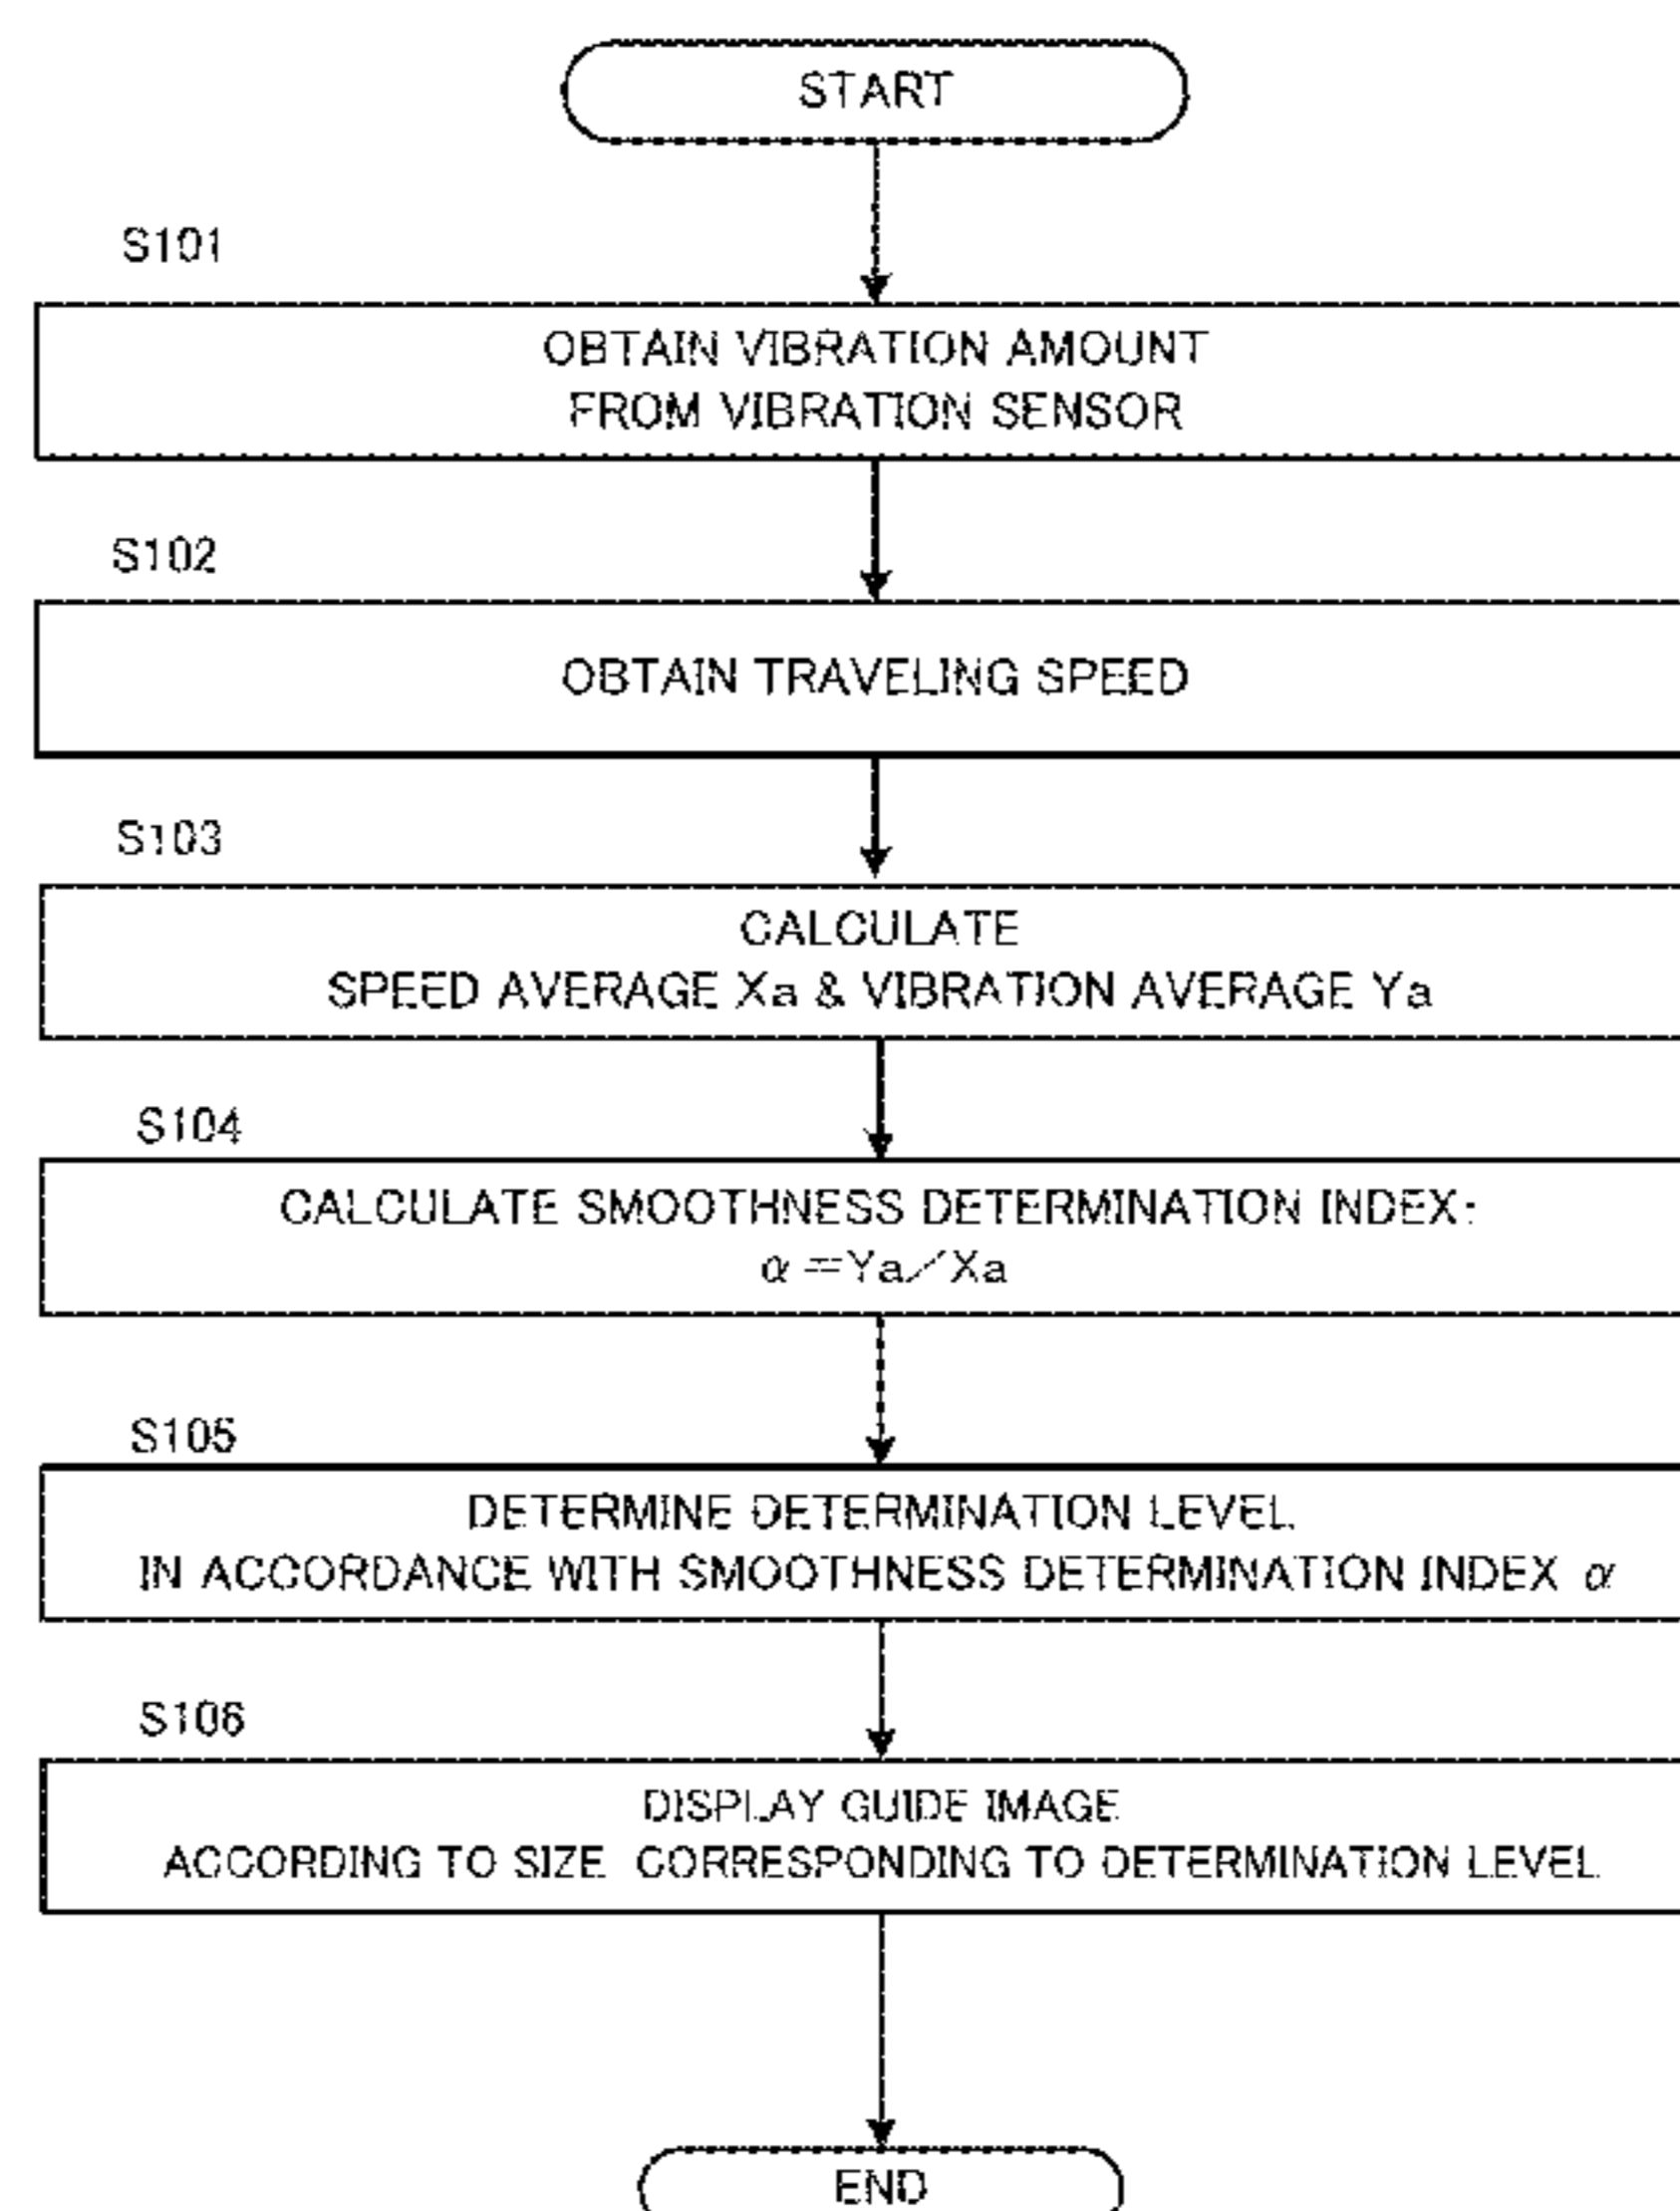 START
S101
OBTAIN VIBRATION AMOUNT
FROM VIBRATION SENSOR
S102
OBTAIN TRAVELING SPEED
S103
CALCULATE
SPEED AVERAGE Xa & VIBRATION AVERAGE Ya
S104
CALCULATE SMOOTHNESS DETERMINATION INDEX:
α=Ya/Xa
S105
DETERMINE DETERMINATION LEVEL
IN ACCORDANCE WITH SMOOTHNESS DETERMINATION INDEX α
S106
DISPLAY GUIDE IMAGE
ACCORDING TO SIZE CORRESPONDING TO DETERMINATION LEVEL
END